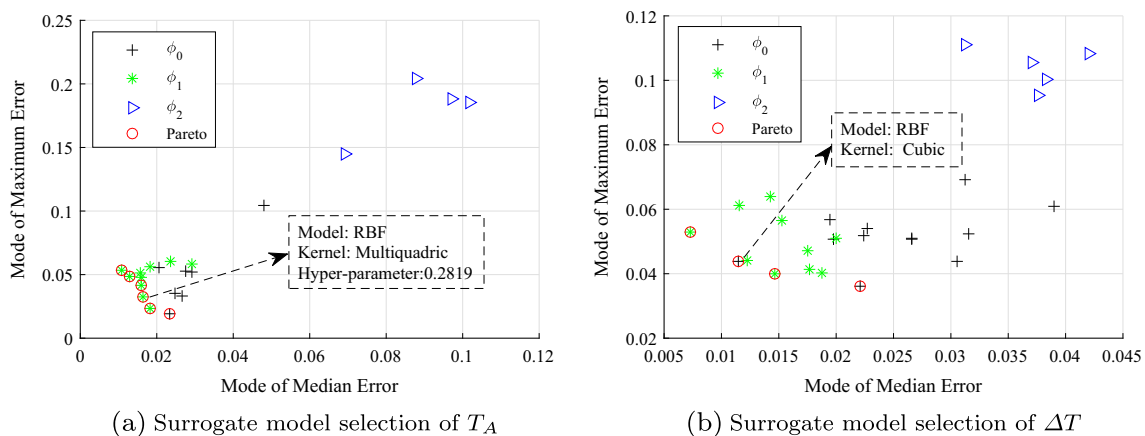 0.25
0.2
0.15
0.1
0.05
0
0
0.02
0.04
0.06
0.08
0.1
0.12
Mode of Maximum Error
Mode of Median Error
ϕ₀
ϕ₁
ϕ₂
Pareto
Model: RBF
Kernel: Multiquadric
Hyper-parameter:0.2819
(a) Surrogate model selection of T_A
0.12
0.1
0.08
0.06
0.04
0.02
0.005
0.01
0.015
0.02
0.025
0.03
0.035
0.04
0.045
Mode of Maximum Error
Mode of Median Error
ϕ₀
ϕ₁
ϕ₂
Pareto
Model: RBF
Kernel: Cubic
(b) Surrogate model selection of ΔT